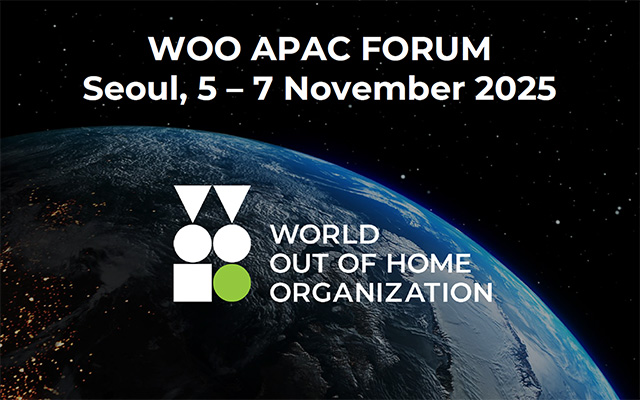 WOO APAC FORUM
Seoul, 5 – 7 November 2025
WORLD
OUT OF HOME
ORGANIZATION